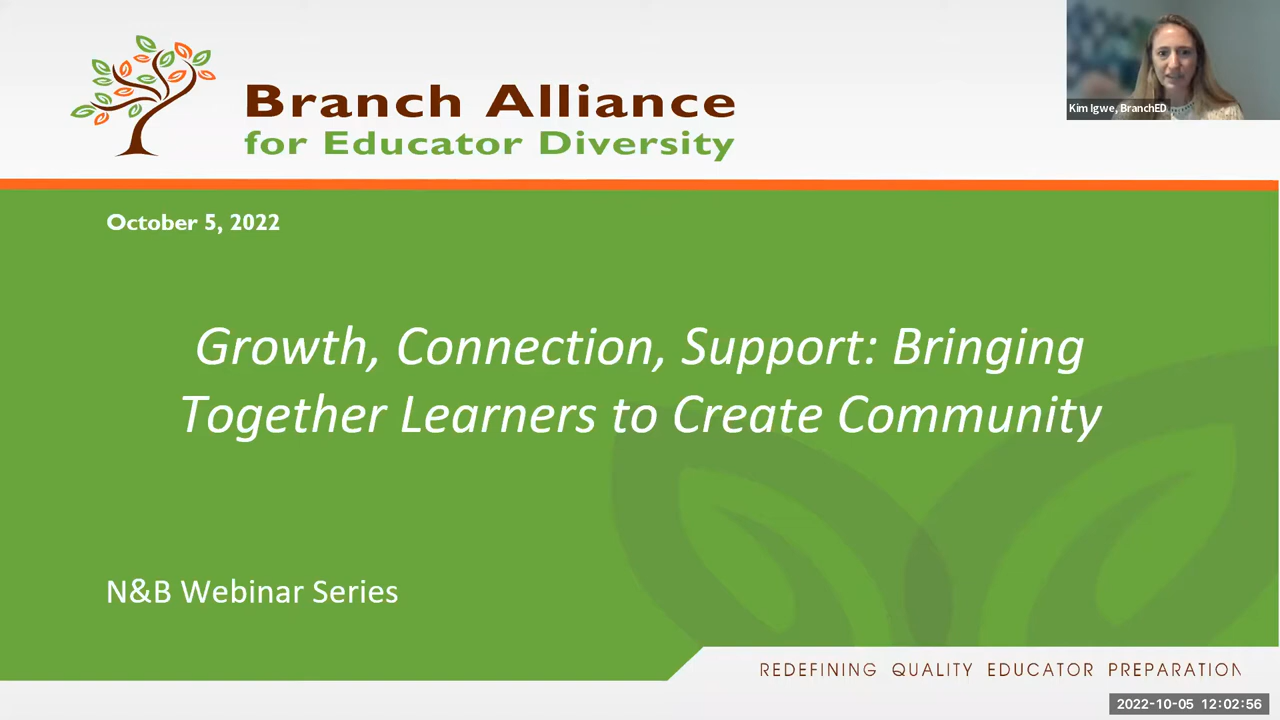 Branch Alliance
for Educator Diversity
Kim Igwe, BranchED
October 5, 2022
Growth, Connection, Support: Bringing
Together Learners to Create Community
N&B Webinar Series
REDEFINING QUALITY EDUCATOR PREPARATION
2022-10-05 12:02:56